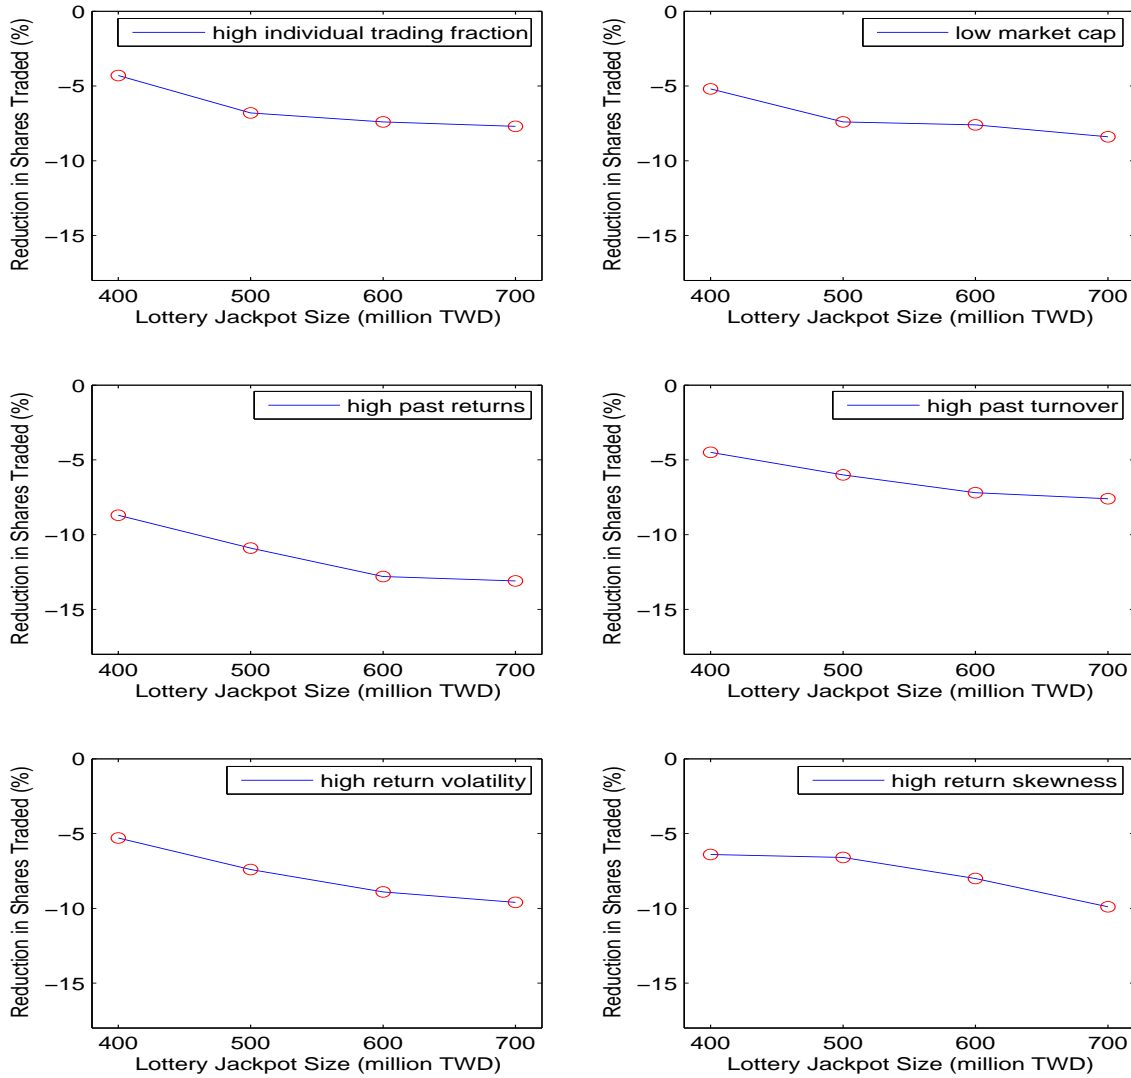 high individual trading fraction
Reduction in Shares Traded (%)
0
−5
−10
−15
400 500 600 700
Lottery Jackpot Size (million TWD)
low market cap
Reduction in Shares Traded (%)
0
−5
−10
−15
400 500 600 700
Lottery Jackpot Size (million TWD)
high past returns
Reduction in Shares Traded (%)
0
−5
−10
−15
400 500 600 700
Lottery Jackpot Size (million TWD)
high past turnover
Reduction in Shares Traded (%)
0
−5
−10
−15
400 500 600 700
Lottery Jackpot Size (million TWD)
high return volatility
Reduction in Shares Traded (%)
0
−5
−10
−15
400 500 600 700
Lottery Jackpot Size (million TWD)
high return skewness
Reduction in Shares Traded (%)
0
−5
−10
−15
400 500 600 700
Lottery Jackpot Size (million TWD)